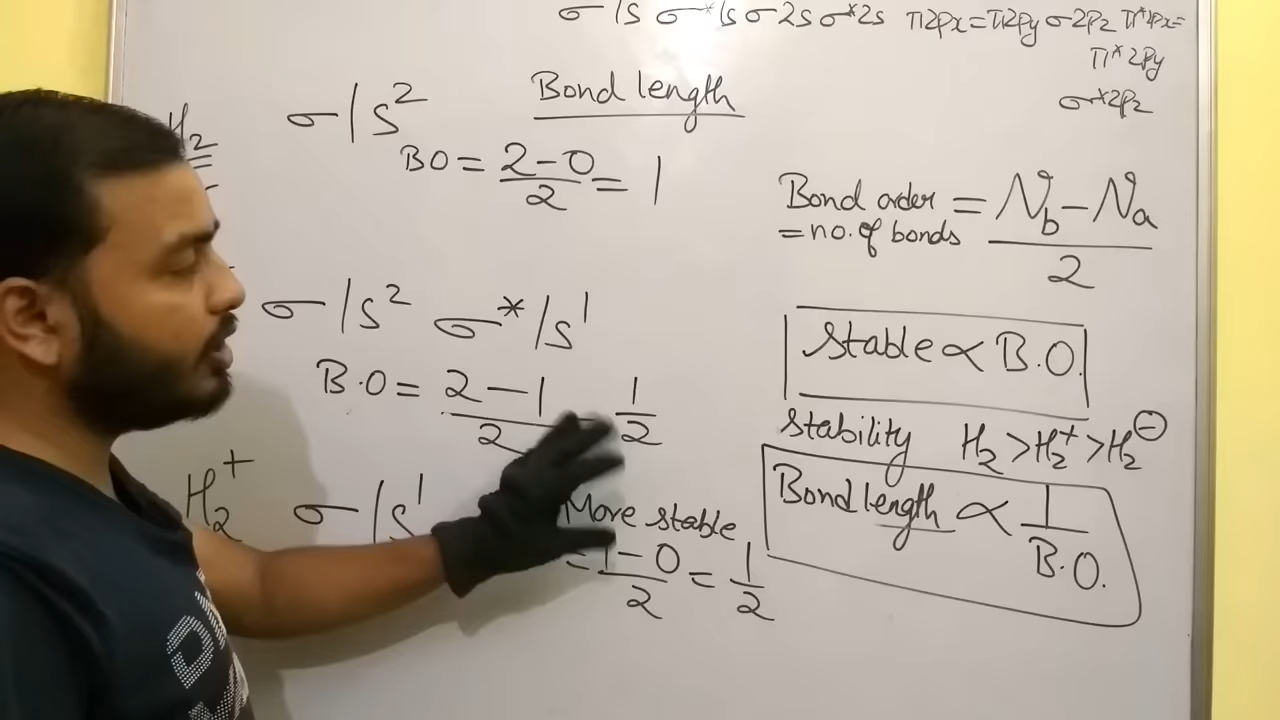 σ1s σ*1s σ2s σ*2s π2px=π2py σ2pz π*2px=
π*2py
σ*2pz
Bond length
H2 σ1s²
BO = 2-0/2 = 1
Bond order = Nb-Na/2
=no. of bonds
σ1s² σ*1s¹
B.O = 2-1/2 1/2
Stable ∝ B.O.
Stability H2>H2⁺>H2⊖
H2⁺ σ1s¹
More stable
= 1-0/2 = 1/2
Bond length ∝ 1/B.O.